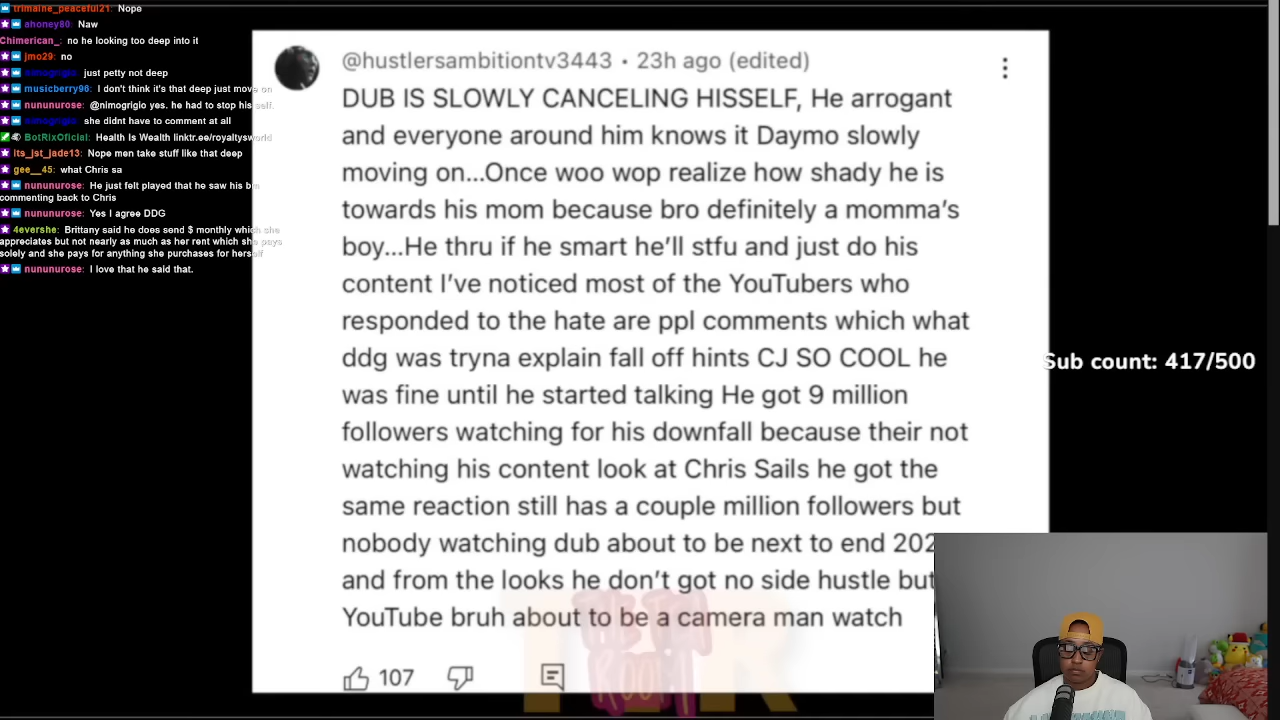 trimaine_peaceful21: Nope
ahoney80: Naw
Chimerican_: no he looking too deep into it
jmo29: no
nimogrigio: just petty not deep
musicberry96: I don't think it's that deep just move on
nununurose: @nimogrigio yes. he had to stop his self.
nimogrigio: she didnt have to comment at all
BotRixOficial: Health Is Wealth linktr.ee/royaltysworld
its_jst_jade13: Nope men take stuff like that deep
gee__45: what Chris sa
nununurose: He just felt played that he saw his bm
commenting back to Chris
nununurose: Yes I agree DDG
4evershe: Brittany said he does send $ monthly which she
appreciates but not nearly as much as her rent which she pays
solely and she pays for anything she purchases for herself
nununurose: I love that he said that.
@hustlersambitiontv3443 • 23h ago (edited)
DUB IS SLOWLY CANCELING HISSELF, He arrogant
and everyone around him knows it Daymo slowly
moving on...Once woo wop realize how shady he is
towards his mom because bro definitely a momma's
boy...He thru if he smart he'll stfu and just do his
content I've noticed most of the YouTubers who
responded to the hate are ppl comments which what
ddg was tryna explain fall off hints CJ SO COOL he
was fine until he started talking He got 9 million
followers watching for his downfall because their not
watching his content look at Chris Sails he got the
same reaction still has a couple million followers but
nobody watching dub about to be next to end 202
and from the looks he don't got no side hustle but
YouTube bruh about to be a camera man watch
107
Sub count: 417/500